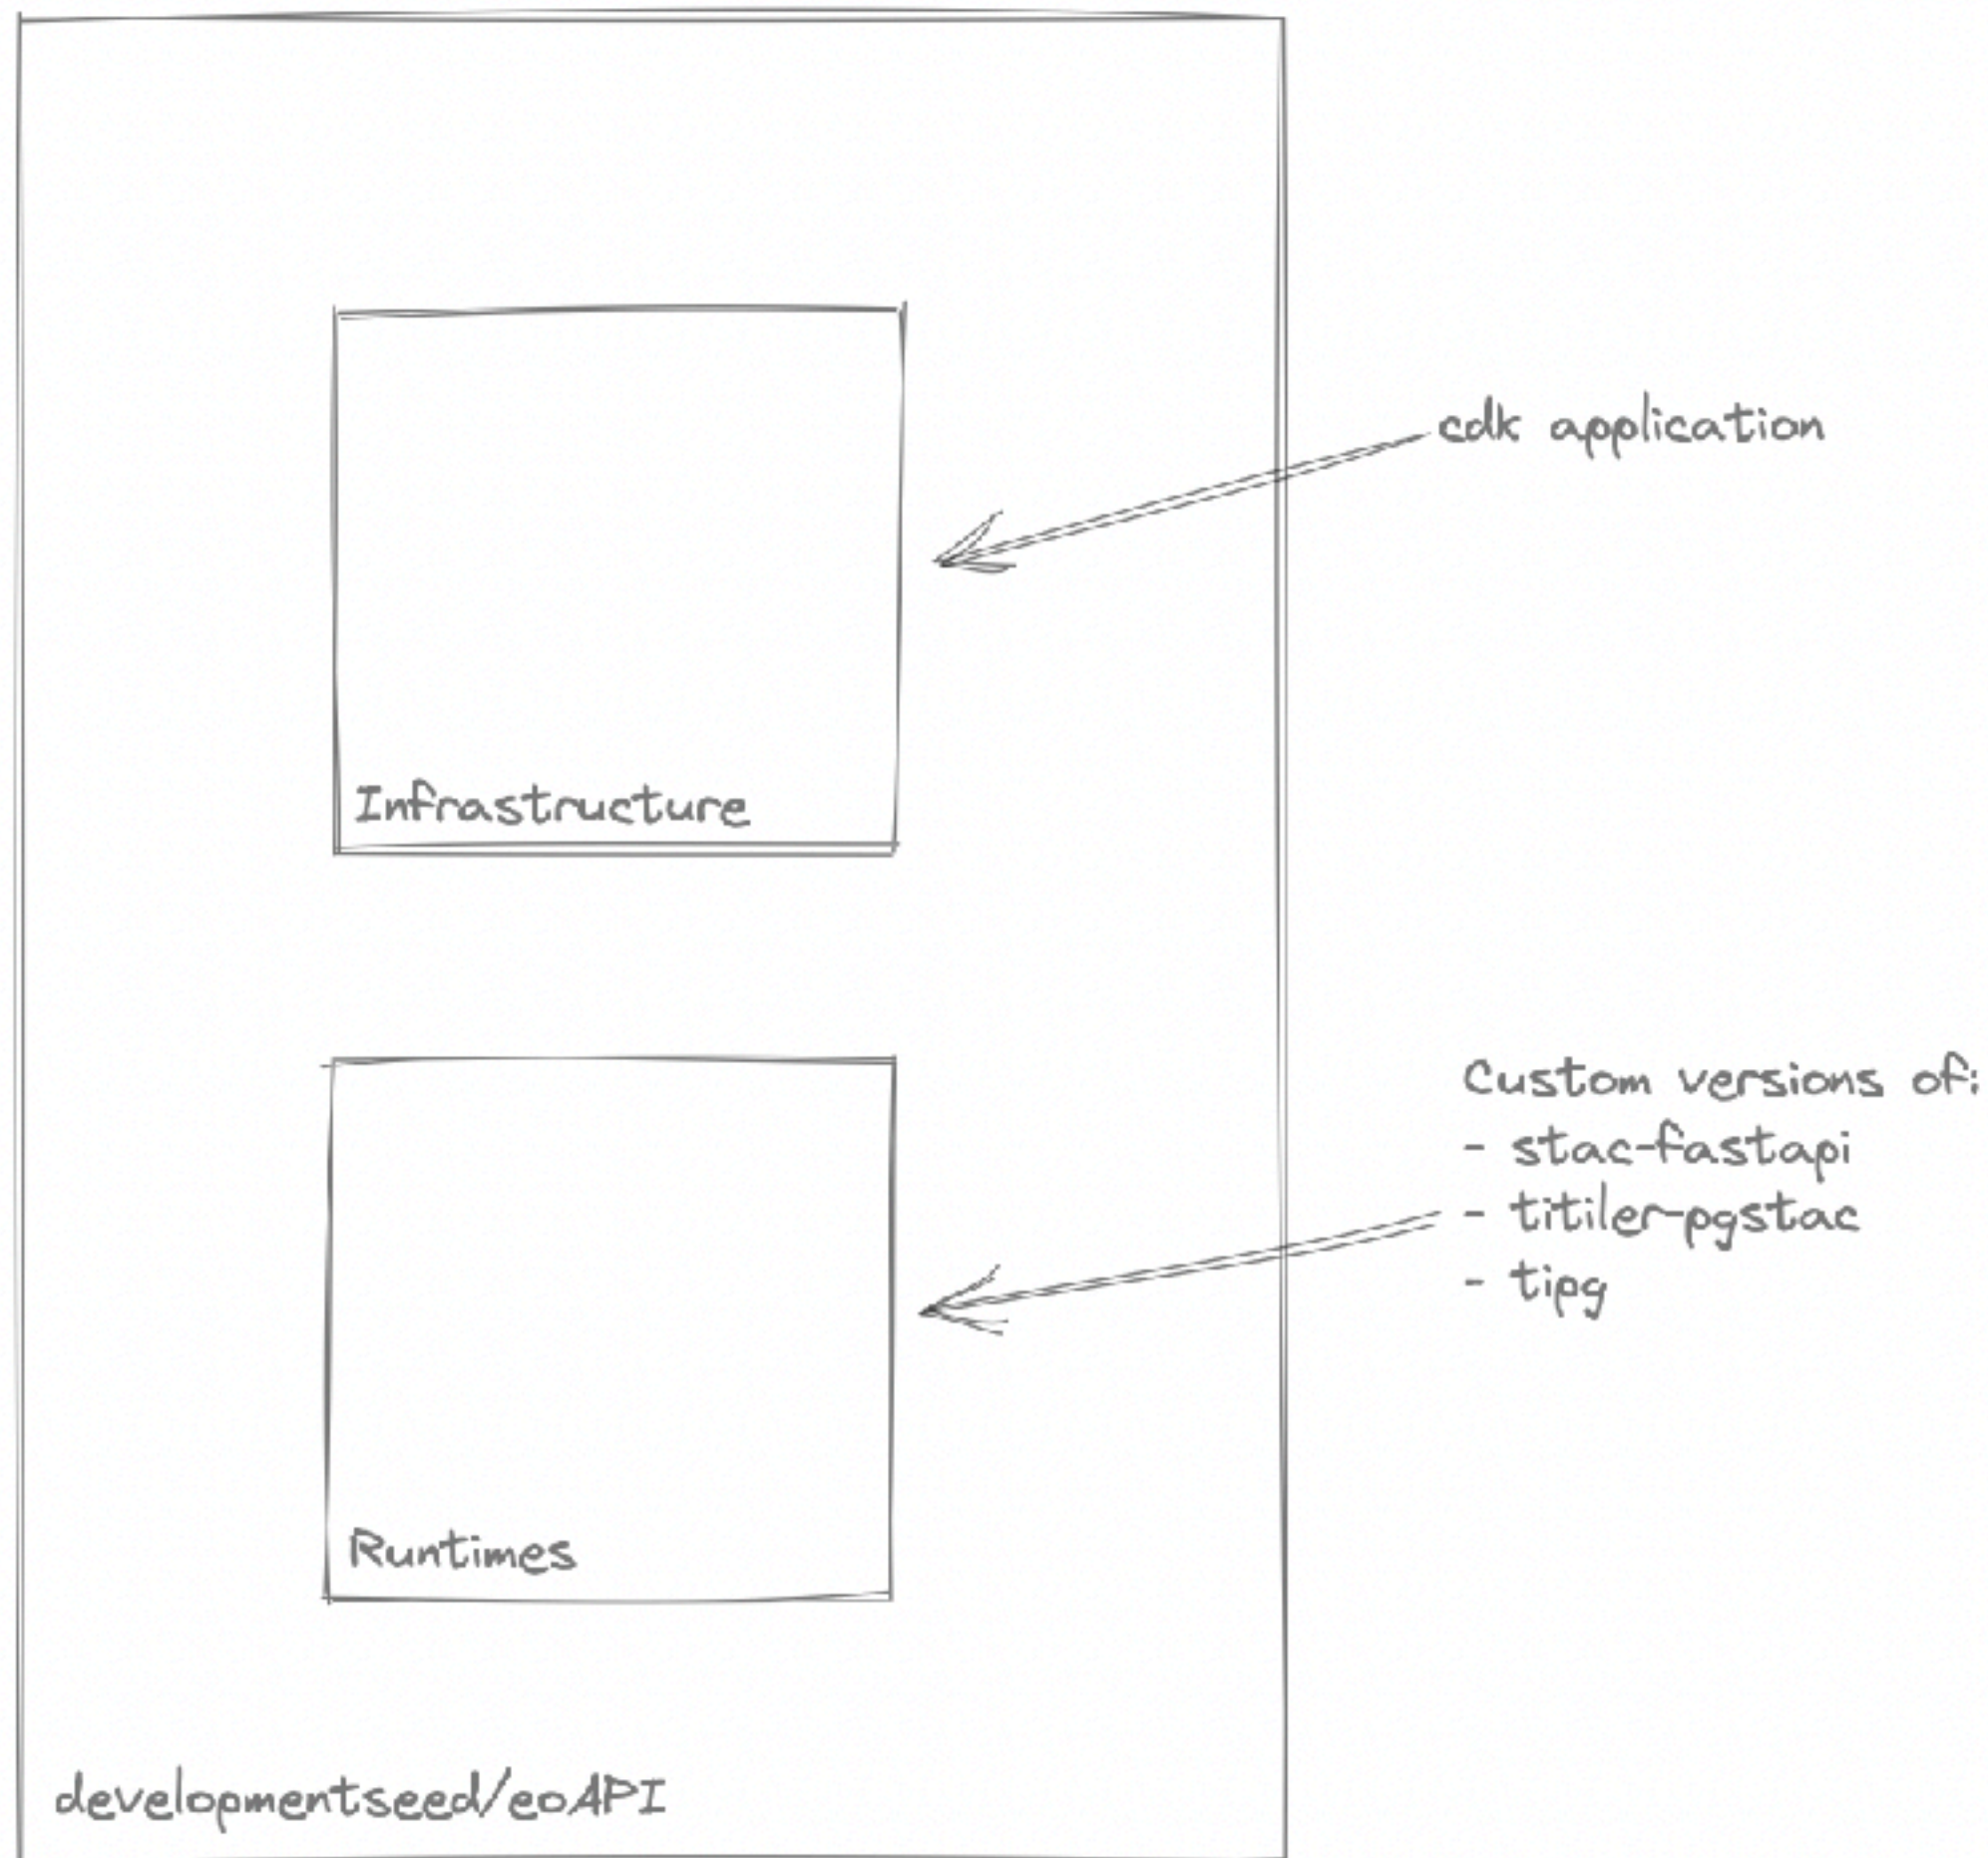 cdk application
Infrastructure
Custom versions of:
- stac-fastapi
- titiler-pgstac
- tipg
Runtimes
developmentseed/eoAPI